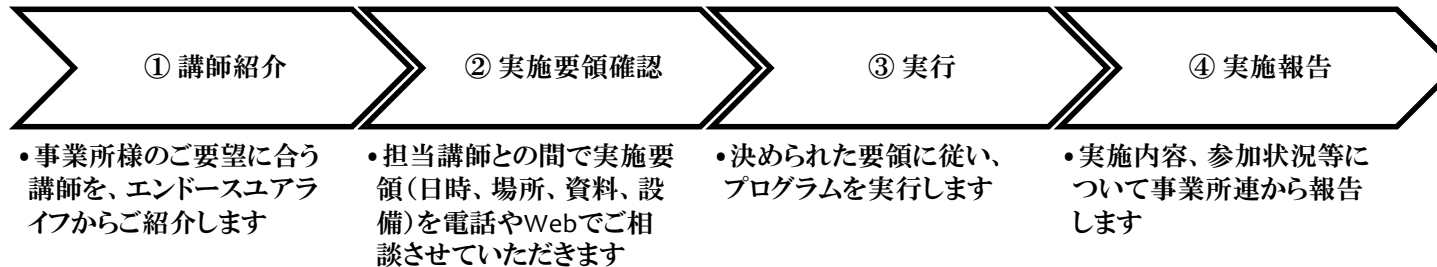 ① 講師紹介
② 実施要領確認
③ 実行
④ 実施報告
•事業所様のご要望に合う
講師を、エンドースユアラ
イフからご紹介します
•担当講師との間で実施要
領（日時、場所、資料、設
備）を電話やWebでご相
談させていただきます
•決められた要領に従い、
プログラムを実行します
•実施内容、参加状況等に
ついて事業所連から報告
します